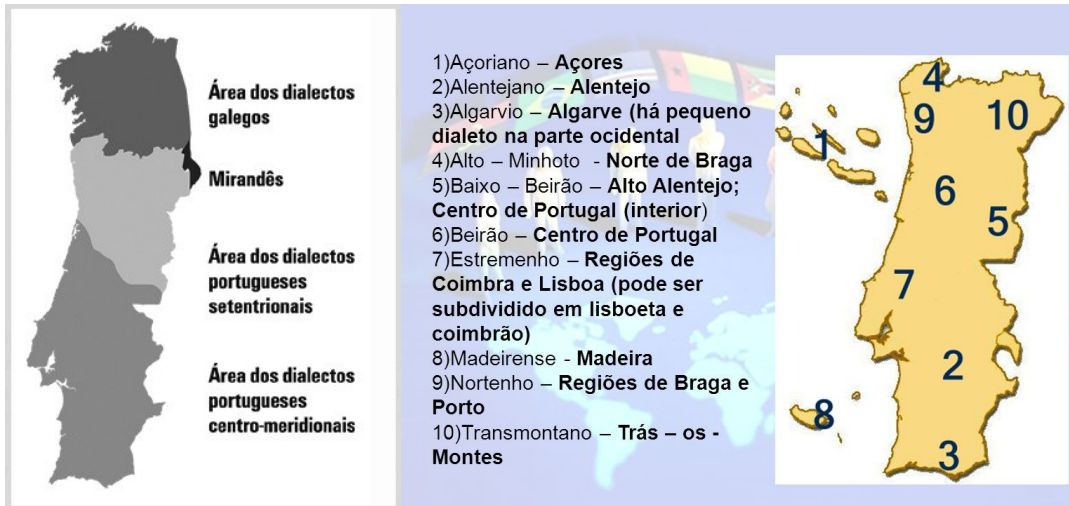 Área dos dialectos
galegos
Mirandês
Área dos dialectos
portugueses
setentrionais
Área dos dialectos
portugueses
centro-meridionais
1)Açoriano – Açores
2)Alentejano – Alentejo
3)Algarvio – Algarve (há pequeno
dialeto na parte ocidental
4)Alto – Minhoto - Norte de Braga
5)Baixo – Beirão – Alto Alentejo;
Centro de Portugal (interior)
6)Beirão – Centro de Portugal
7)Estremenho – Regiões de
Coimbra e Lisboa (pode ser
subdividido em lisboeta e
coimbrão)
8)Madeirense - Madeira
9)Nortenho – Regiões de Braga e
Porto
10)Transmontano – Trás – os -
Montes
4
9
10
1
6
5
7
2
8
3